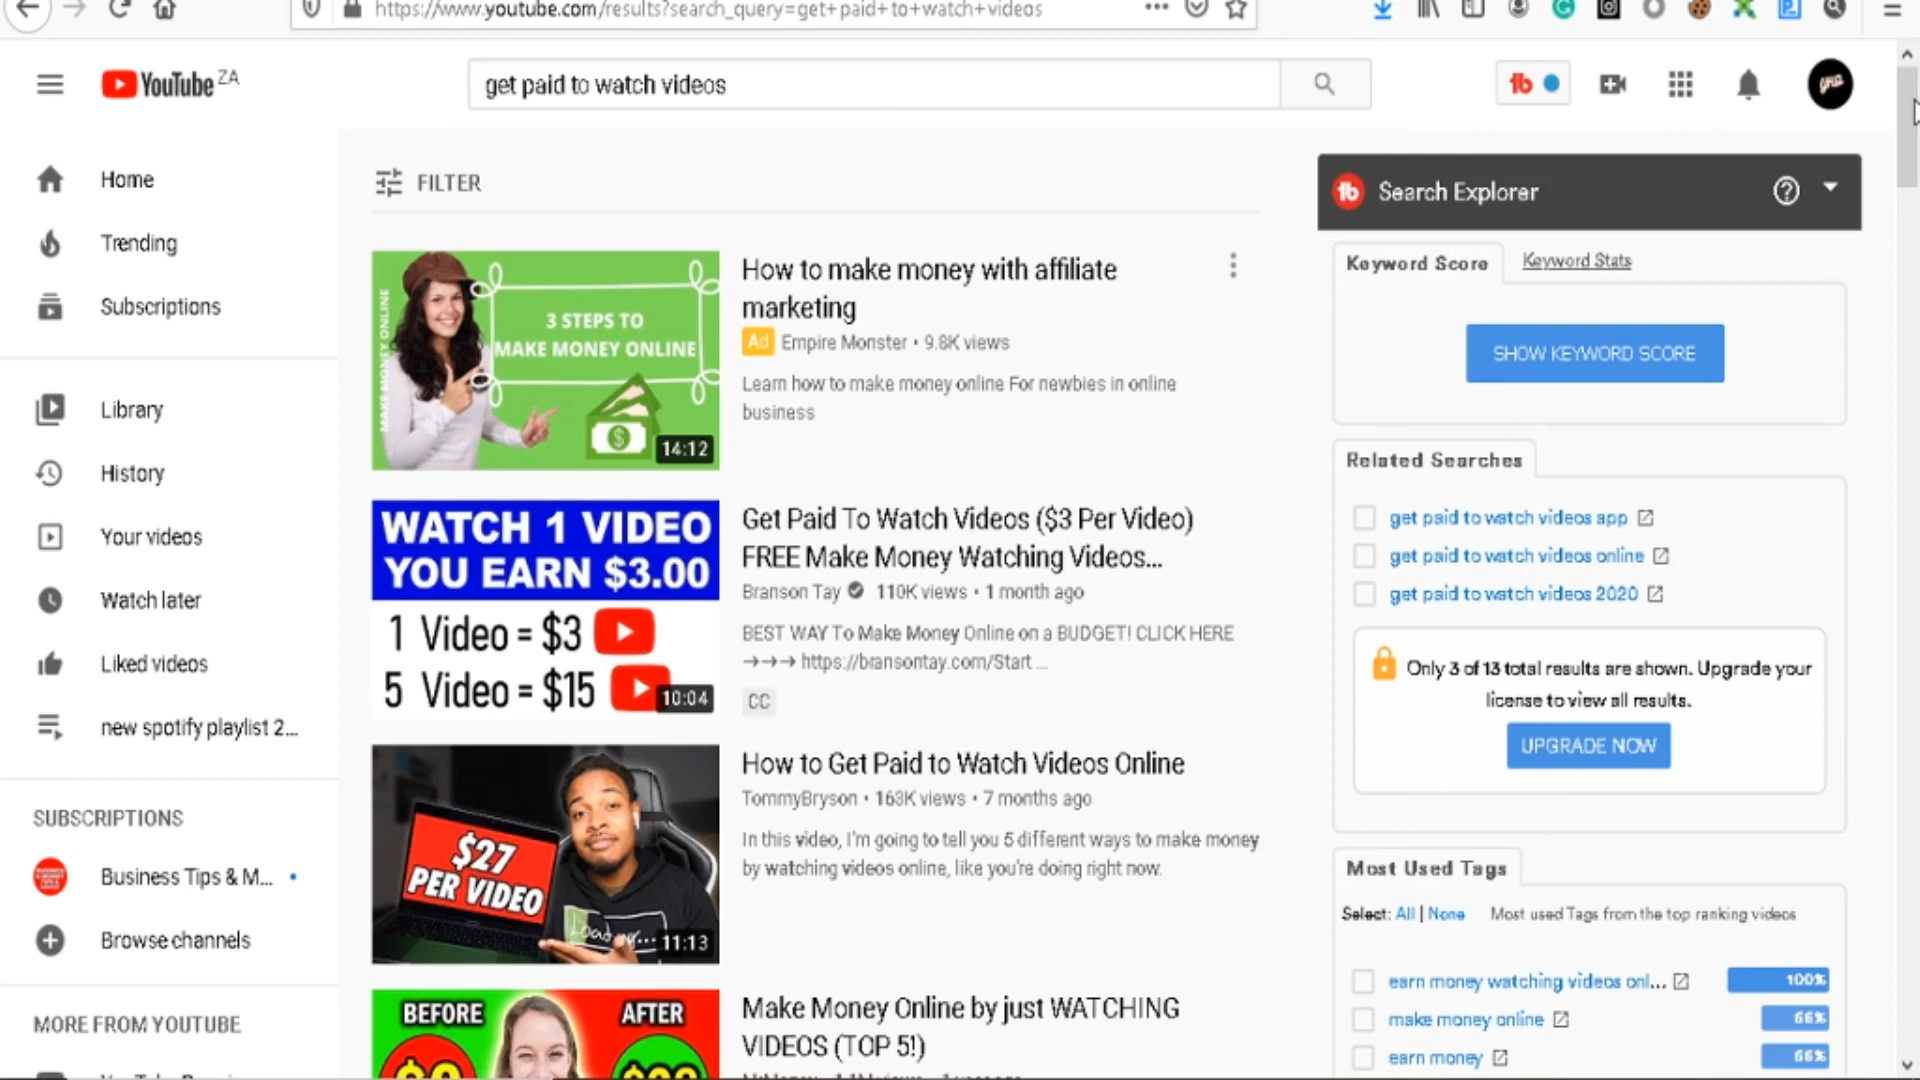 https://www.youtube.com/results?search_query=get+paid+to+watch+videos
YouTube ZA
get paid to watch videos
Home
Trending
Subscriptions
Library
History
Your videos
Watch later
Liked videos
new spotify playlist 2...
SUBSCRIPTIONS
Business Tips & M...
Browse channels
MORE FROM YOUTUBE
FILTER
MAKE MONEY ONLINE
3 STEPS TO
MAKE MONEY ONLINE
14:12
How to make money with affiliate
marketing
Ad Empire Monster • 9.8K views
Learn how to make money online For newbies in online
business
WATCH 1 VIDEO
YOU EARN $3.00
1 Video = $3
5 Video = $15
10:04
Get Paid To Watch Videos ($3 Per Video)
FREE Make Money Watching Videos...
Branson Tay 110K views • 1 month ago
BEST WAY To Make Money Online on a BUDGET! CLICK HERE
→→→ https://bransontay.com/Start ...
CC
$27
PER VIDEO
Loading...
11:13
How to Get Paid to Watch Videos Online
TommyBryson • 163K views • 7 months ago
In this video, I'm going to tell you 5 different ways to make money
by watching videos online, like you're doing right now.
BEFORE
AFTER
Make Money Online by just WATCHING
VIDEOS (TOP 5!)
tb
tb Search Explorer
Keyword Score
Keyword Stats
SHOW KEYWORD SCORE
Related Searches
get paid to watch videos app
get paid to watch videos online
get paid to watch videos 2020
Only 3 of 13 total results are shown. Upgrade your
license to view all results.
UPGRADE NOW
Most Used Tags
Select: All | None Most used Tags from the top ranking videos
earn money watching videos onl... 100%
make money online 66%
earn money 66%